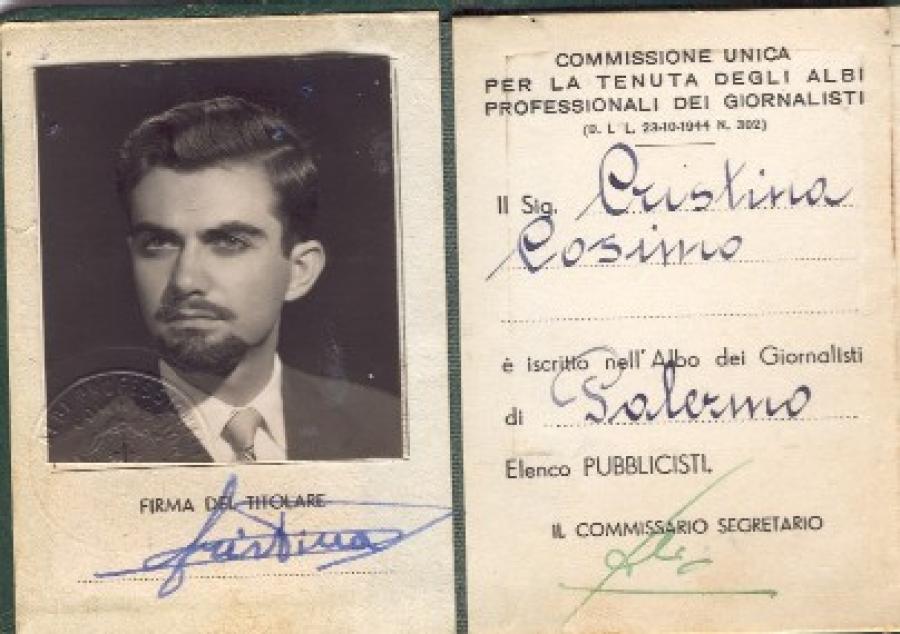 FIRMA DEL TITOLARE
Cristina
COMMISSIONE UNICA
PER LA TENUTA DEGLI ALBI
PROFESSIONALI DEI GIORNALISTI
(D. L. L. 23-10-1944 N. 302)
Il Sig. Cristina
Cosimo
è iscritto nell'Albo dei Giornalisti
di Palermo
Elenco PUBBLICISTI.
IL COMMISSARIO SEGRETARIO